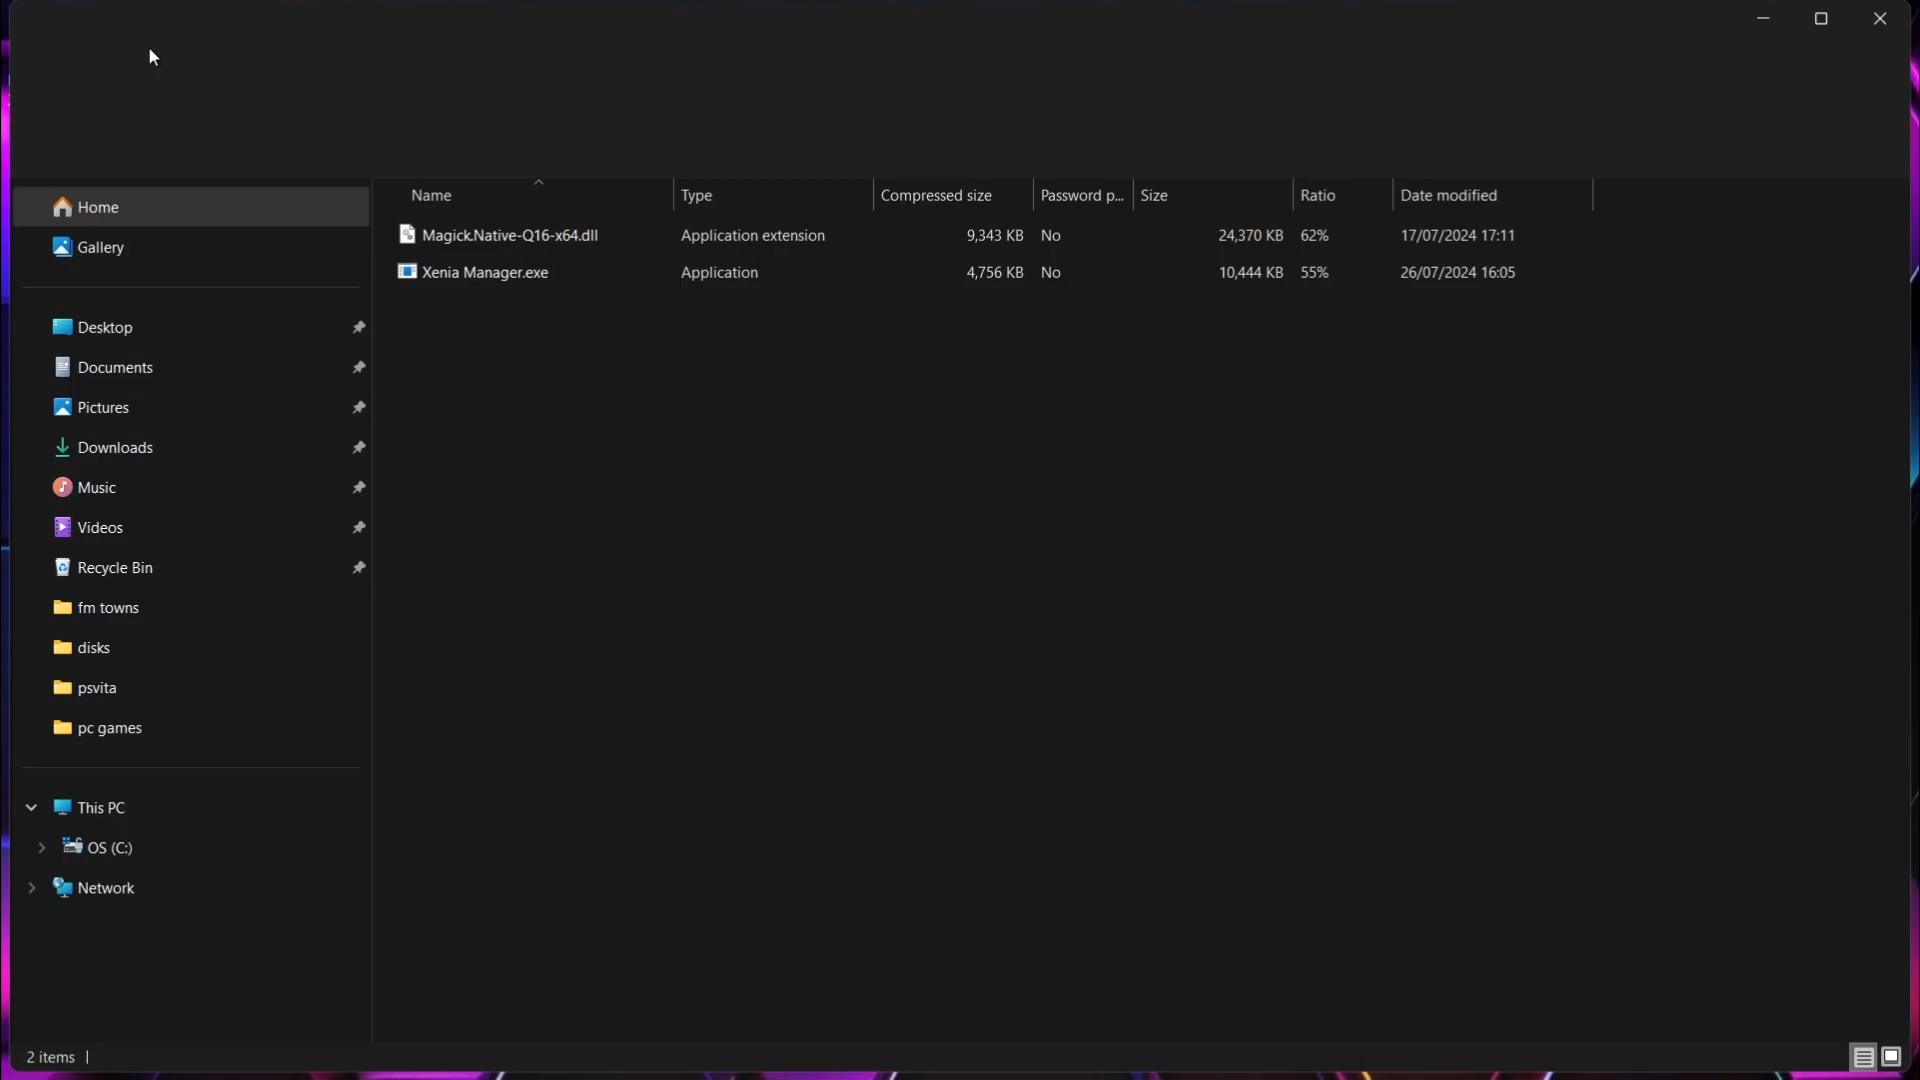 Name Type Compressed size Password p... Size Ratio Date modified
Magick.Native-Q16-x64.dll Application extension 9,343 KB No 24,370 KB 62% 17/07/2024 17:11
Xenia Manager.exe Application 4,756 KB No 10,444 KB 55% 26/07/2024 16:05
Home
Gallery
Desktop
Documents
Pictures
Downloads
Music
Videos
Recycle Bin
fm towns
disks
psvita
pc games
This PC
OS (C:)
Network
2 items